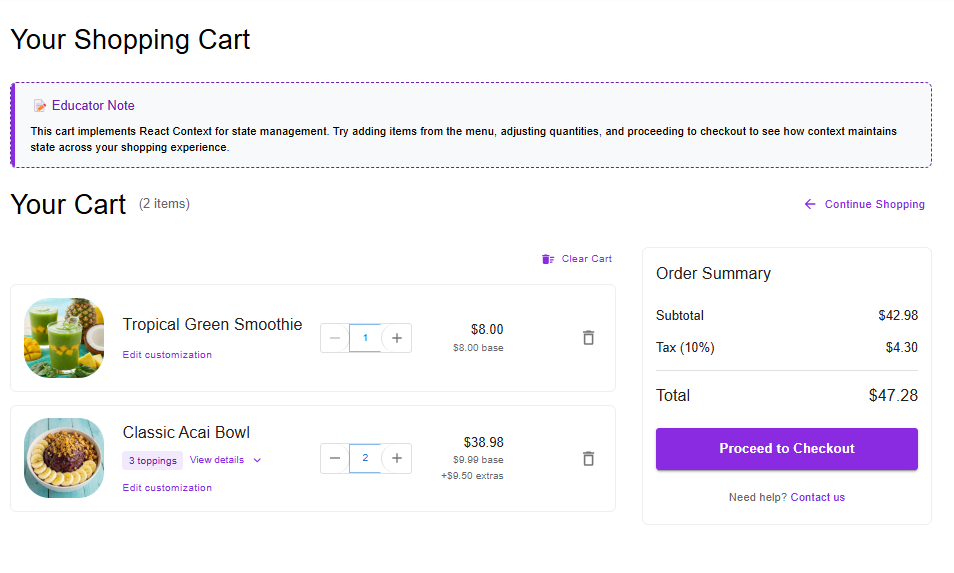 Your Shopping Cart
📝 Educator Note
This cart implements React Context for state management. Try adding items from the menu, adjusting quantities, and proceeding to checkout to see how context maintains
state across your shopping experience.
Your Cart (2 items)
Continue Shopping
Clear Cart
Tropical Green Smoothie
Edit customization
1
$8.00
$8.00 base
Classic Acai Bowl
3 toppings View details
Edit customization
2
$38.98
$9.99 base
+$9.50 extras
Order Summary
Subtotal $42.98
Tax (10%) $4.30
Total $47.28
Proceed to Checkout
Need help? Contact us